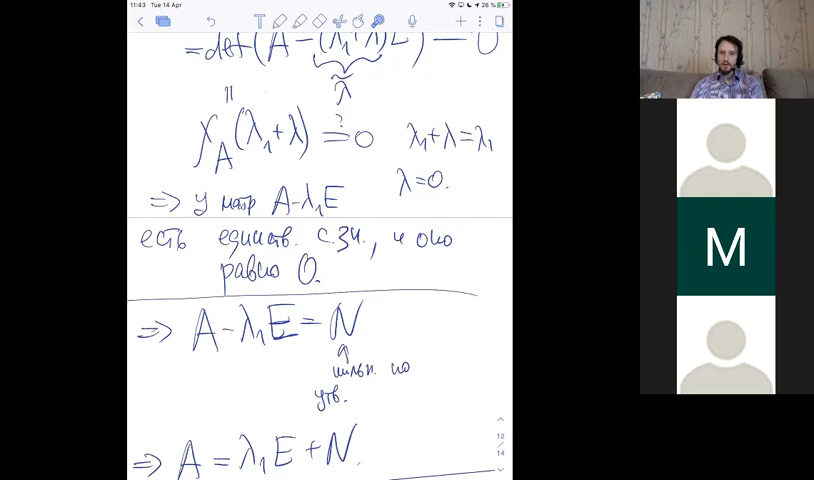 11:43 Tue 14 Apr
26 %
=det(A-(λ₁+λ)E)=0
λ̃
χ_A(λ₁+λ) ?= 0 λ₁+λ=λ₁
λ=0.
=> у матр A-λ₁E
есть единств. с.зн., и оно
равно 0.
=> A-λ₁E=N
нильп. по
утв.
=> A=λ₁E+N.
12
14
M